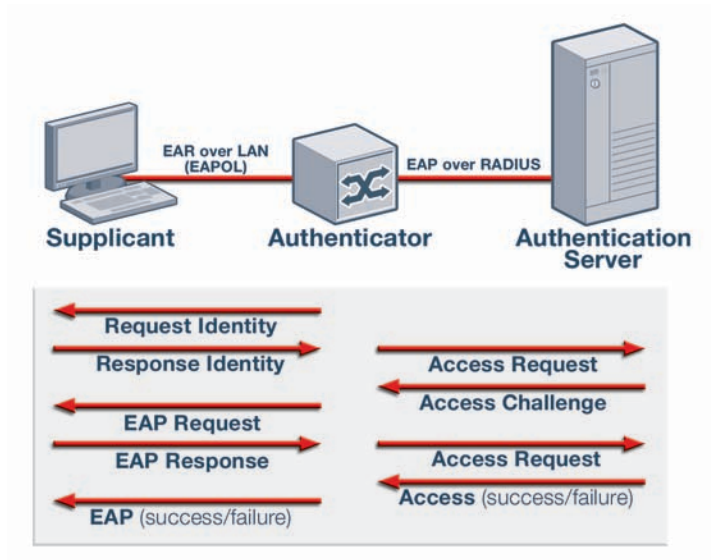 EAR over LAN
(EAPOL)
EAP over RADIUS
Supplicant
Authenticator
Authentication
Server
Request Identity
Response Identity
Access Request
Access Challenge
EAP Request
EAP Response
Access Request
Access (success/failure)
EAP (success/failure)